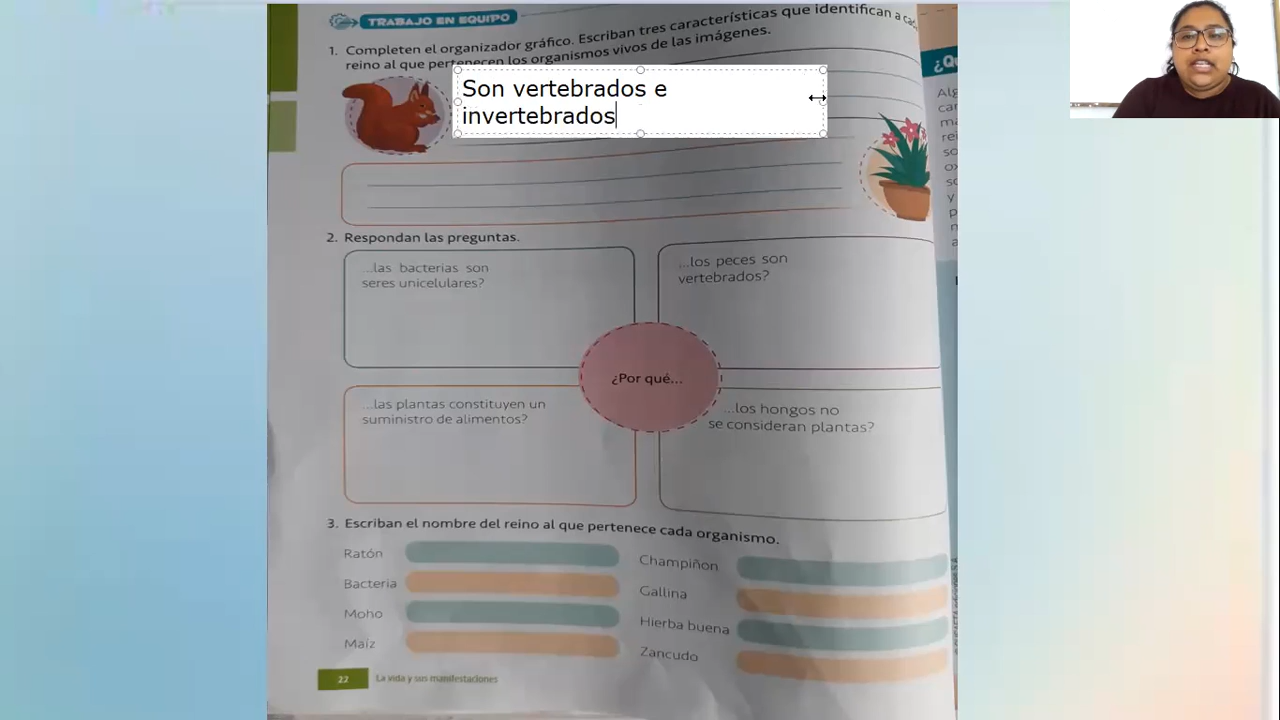 TRABAJO EN EQUIPO
1. Completen el organizador gráfico. Escriban tres características que identifican a cada
reino al que pertenecen los organismos vivos de las imágenes.
Son vertebrados e
invertebrados
2. Respondan las preguntas.
...las bacterias son
seres unicelulares?
...los peces son
vertebrados?
¿Por qué...
...las plantas constituyen un
suministro de alimentos?
...los hongos no
se consideran plantas?
3. Escriban el nombre del reino al que pertenece cada organismo.
Ratón
Bacteria
Moho
Maíz
Champiñon
Gallina
Hierba buena
Zancudo
22
La vida y sus manifestaciones
¿Qu